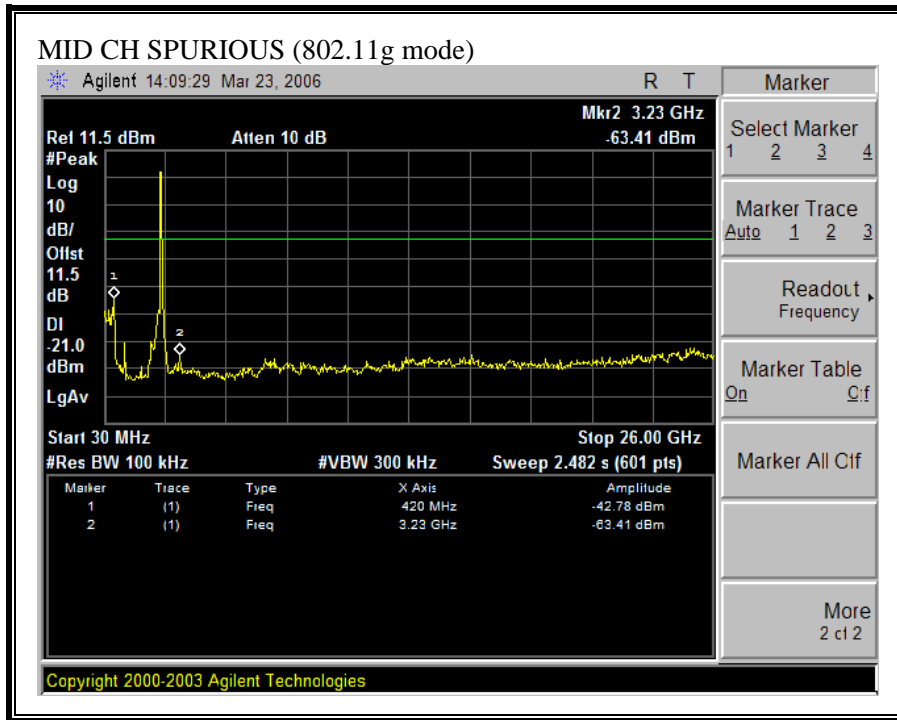 MID CH SPURIOUS (802.11g mode)
Agilent 14:09:29 Mar 23, 2006 R T
Marker
Mkr2 3.23 GHz
Ref 11.5 dBm Atten 10 dB -63.41 dBm
#Peak
Log
10
dB/
Offst
11.5
dB
DI
-21.0
dBm
LgAv
1
2
Start 30 MHz Stop 26.00 GHz
#Res BW 100 kHz #VBW 300 kHz Sweep 2.482 s (601 pts)
Marker Trace Type X Axis Amplitude
1 (1) Freq 420 MHz -42.78 dBm
2 (1) Freq 3.23 GHz -63.41 dBm
Select Marker
1 2 3 4
Marker Trace
Auto 1 2 3
Readout
Frequency
Marker Table
On Off
Marker All Off
More
2 of 2
Copyright 2000-2003 Agilent Technologies